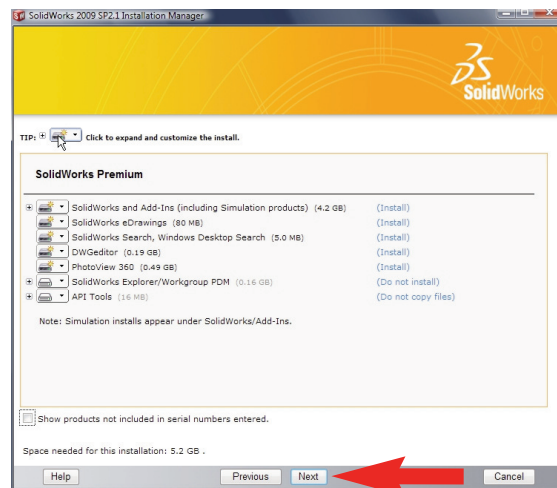 SolidWorks 2009 SP2.1 Installation Manager
SolidWorks
TIP: Click to expand and customize the install.
SolidWorks Premium
SolidWorks and Add-Ins (including Simulation products) (4.2 GB) (Install)
SolidWorks eDrawings (80 MB) (Install)
SolidWorks Search, Windows Desktop Search (5.0 MB) (Install)
DWGeditor (0.19 GB) (Install)
PhotoView 360 (0.49 GB) (Install)
SolidWorks Explorer/Workgroup PDM (0.16 GB) (Do not install)
API Tools (16 MB) (Do not copy files)
Note: Simulation installs appear under SolidWorks/Add-Ins.
Show products not included in serial numbers entered.
Space needed for this installation: 5.2 GB .
Help Previous Next Cancel